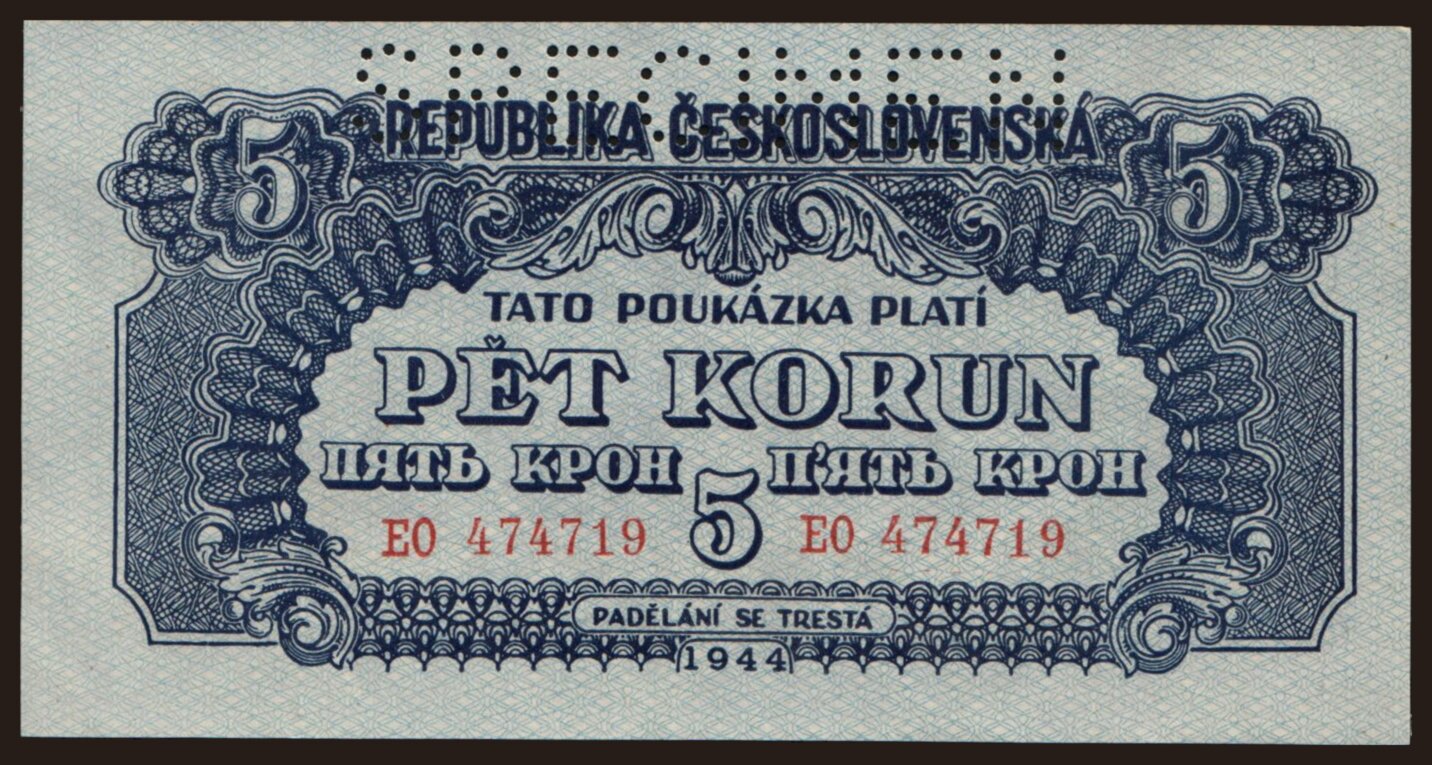 SPECIMEN
REPUBLIKA ČESKOSLOVENSKÁ
5 5
TATO POUKÁZKA PLATÍ
PĚT KORUN
ПЯТЬ КРОН П'ЯТЬ КРОН
EO 474719 5 EO 474719
PADĚLÁNÍ SE TRESTÁ
1944